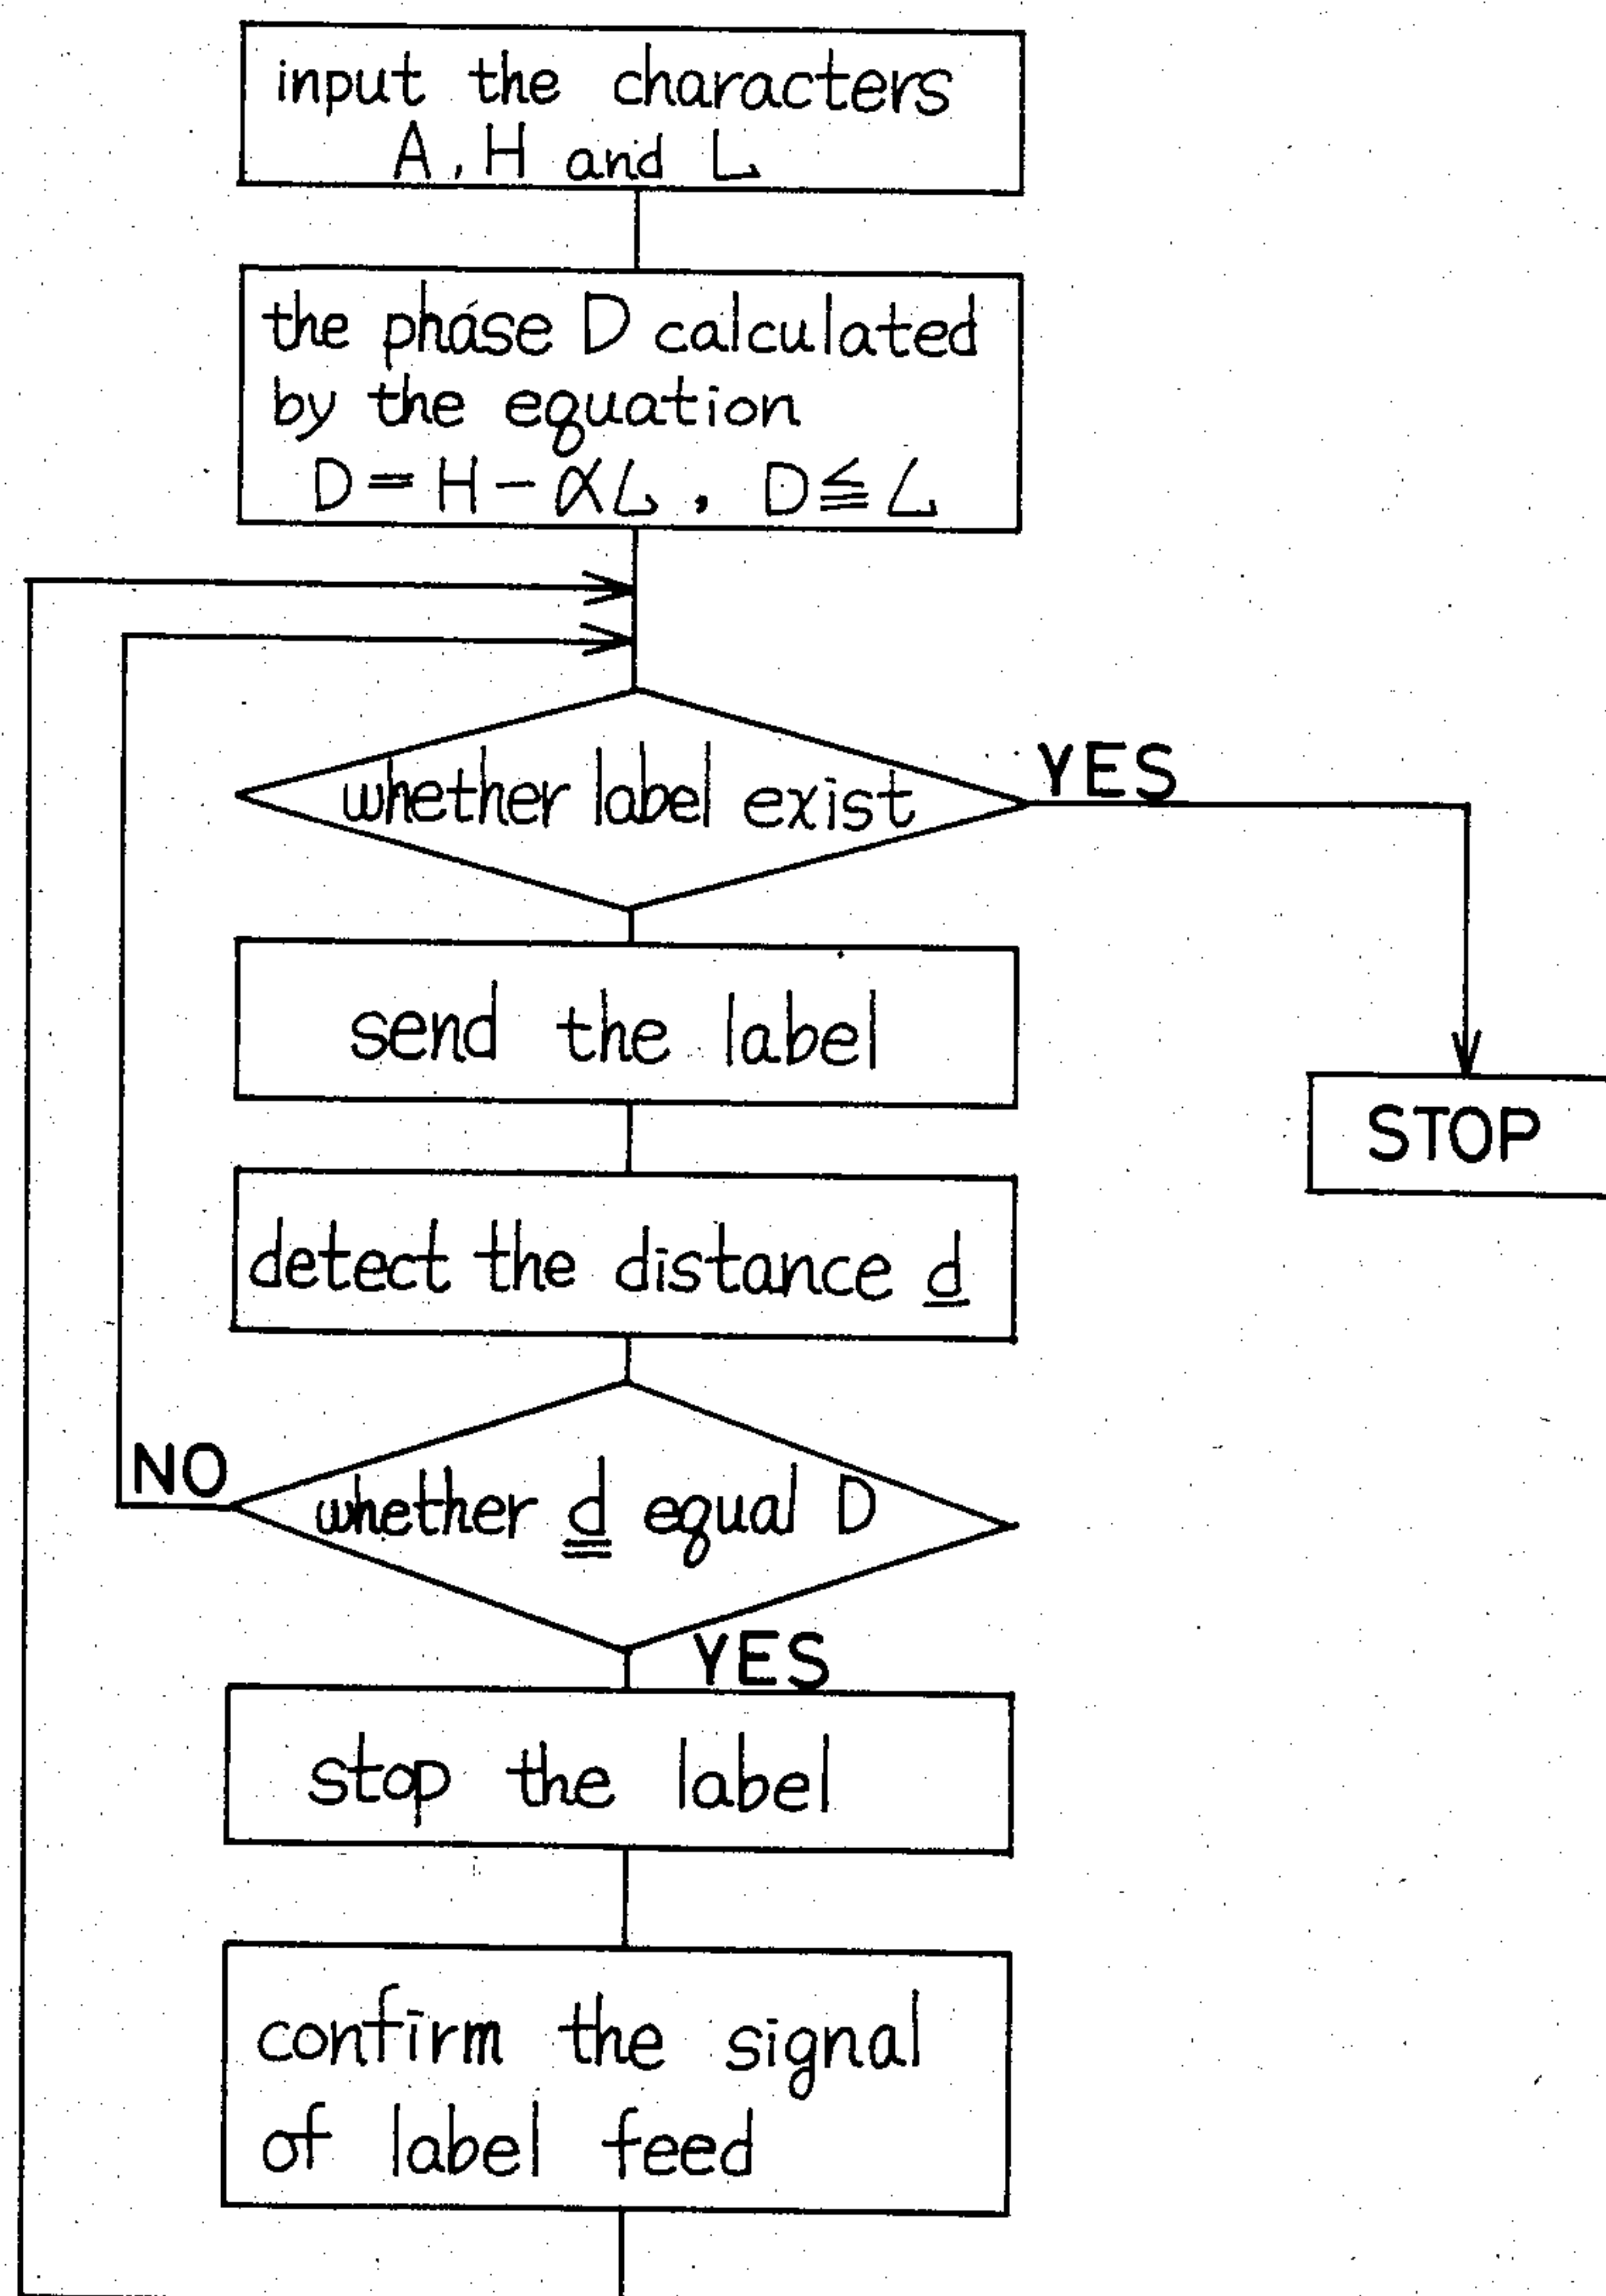 input the characters
A, H and L
the phase D calculated
by the equation
D = H - αL, D ≦ L
whether label exist
YES
send the label
STOP
detect the distance d
NO
whether d equal D
YES
stop the label
confirm the signal
of label feed